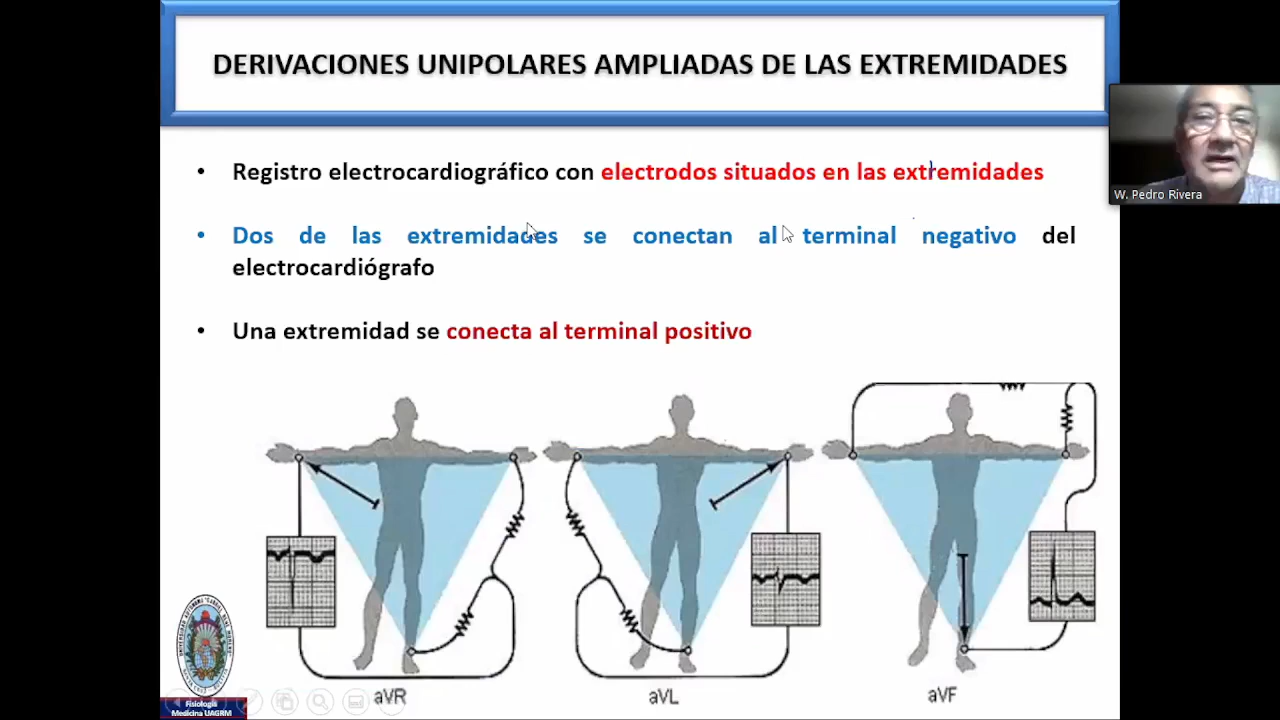 DERIVACIONES UNIPOLARES AMPLIADAS DE LAS EXTREMIDADES
• Registro electrocardiográfico con electrodos situados en las extremidades
• Dos de las extremidades se conectan al terminal negativo del
electrocardiógrafo
• Una extremidad se conecta al terminal positivo
W. Pedro Rivera
aVR
aVL
aVF
Fisiología
Medicina UAGRM